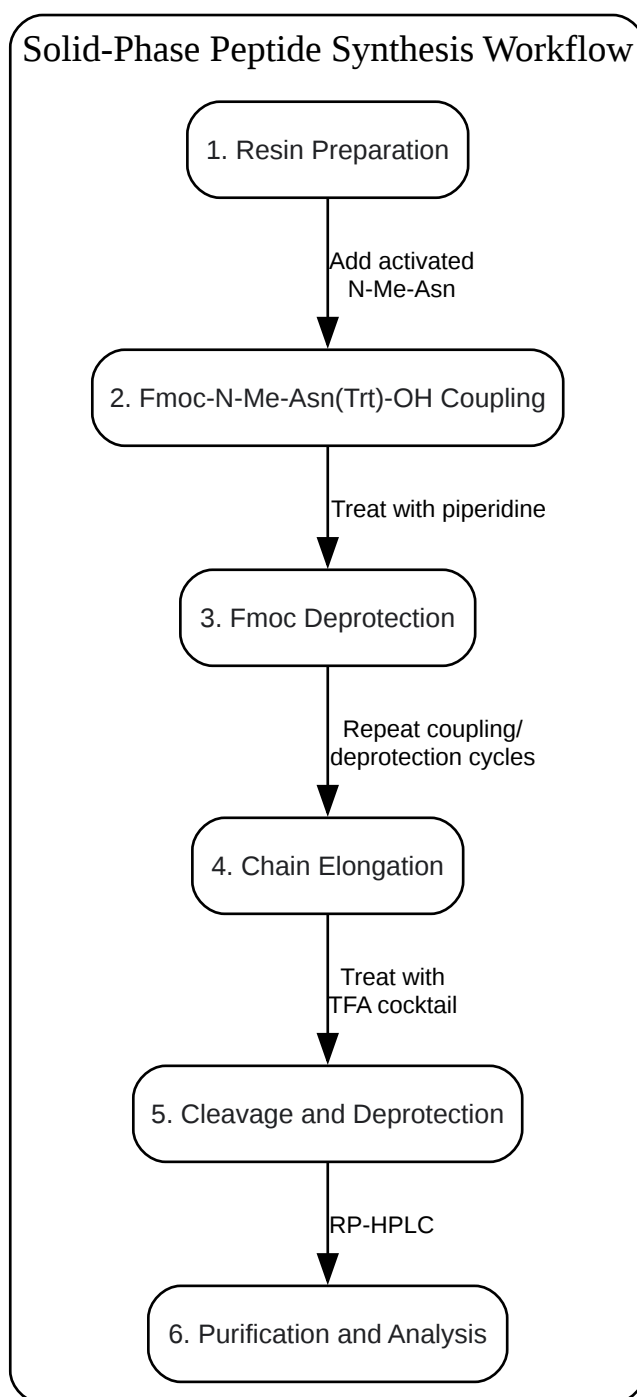 Solid-Phase Peptide Synthesis Workflow
1. Resin Preparation
Add activated
N-Me-Asn
2. Fmoc-N-Me-Asn(Trt)-OH Coupling
Treat with piperidine
3. Fmoc Deprotection
Repeat coupling/
deprotection cycles
4. Chain Elongation
Treat with
TFA cocktail
5. Cleavage and Deprotection
RP-HPLC
6. Purification and Analysis